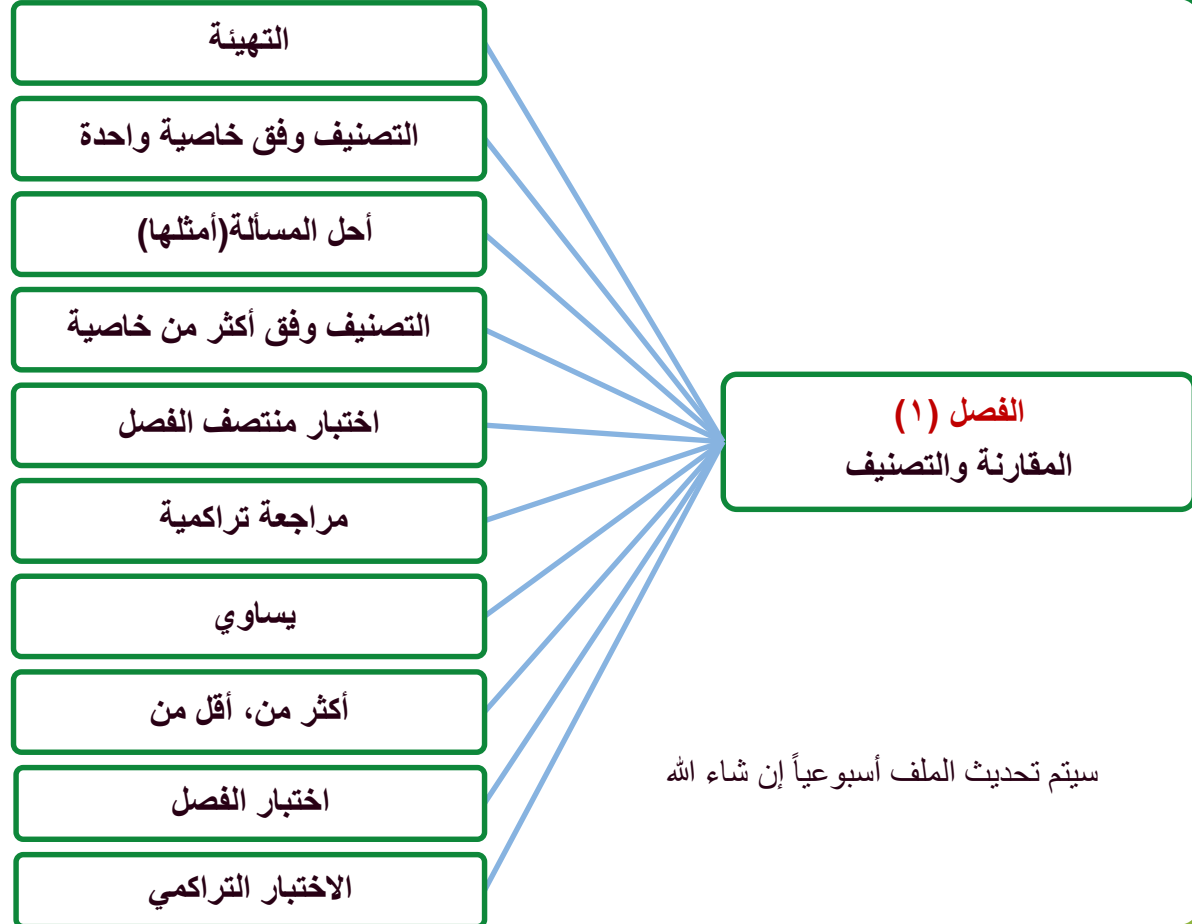 الفصل (١)
المقارنة والتصنيف
التهيئة
التصنيف وفق خاصية واحدة
أحل المسألة(أمثلها)
التصنيف وفق أكثر من خاصية
اختبار منتصف الفصل
مراجعة تراكمية
يساوي
أكثر من، أقل من
اختبار الفصل
الاختبار التراكمي
سيتم تحديث الملف أسبوعياً إن شاء الله